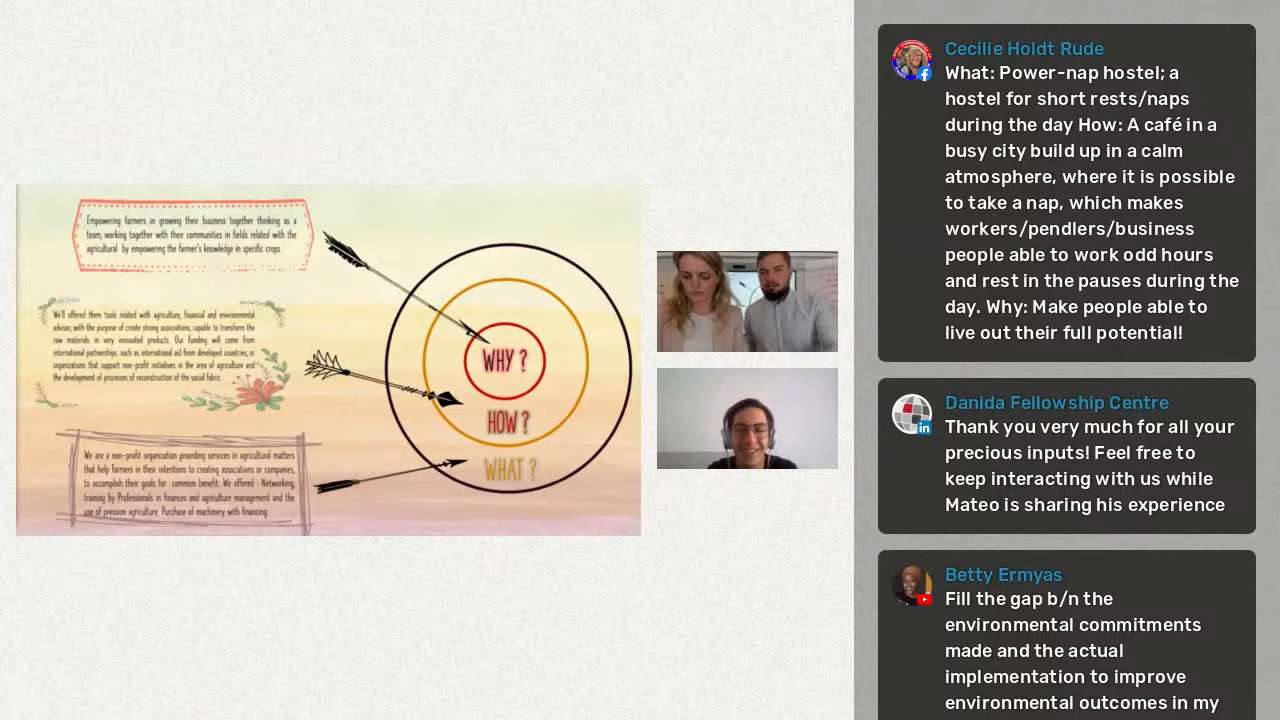 Empowering farmers in growing their business together thinking as a
team, working together with their communities in fields related with the
agricultural by empowering the farmer's knowledge in specific crops.
We'll offered them tools related with agriculture, financial and environmental
advisor, with the purpose of create strong associations, capable to transform the
raw materials in very innovated products. Our funding will come from
international partnerships. such as international aid from developed countries, or
organizations that support non-profit initiatives in the area of agriculture and
the development of processes of reconstruction of the social fabric.
We are a non-profit organization providing services in agricultural matters
that help farmers in their intentions to creating associations or companies,
to accomplish their goals for common benefit. We offered : Networking,
training by Professionals in finances and agriculture management and the
use of pression agriculture. Purchase of machinery with financing
WHY ?
HOW ?
WHAT ?
Cecilie Holdt Rude
What: Power-nap hostel; a
hostel for short rests/naps
during the day How: A café in a
busy city build up in a calm
atmosphere, where it is possible
to take a nap, which makes
workers/pendlers/business
people able to work odd hours
and rest in the pauses during the
day. Why: Make people able to
live out their full potential!
Danida Fellowship Centre
Thank you very much for all your
precious inputs! Feel free to
keep interacting with us while
Mateo is sharing his experience
Betty Ermyas
Fill the gap b/n the
environmental commitments
made and the actual
implementation to improve
environmental outcomes in my